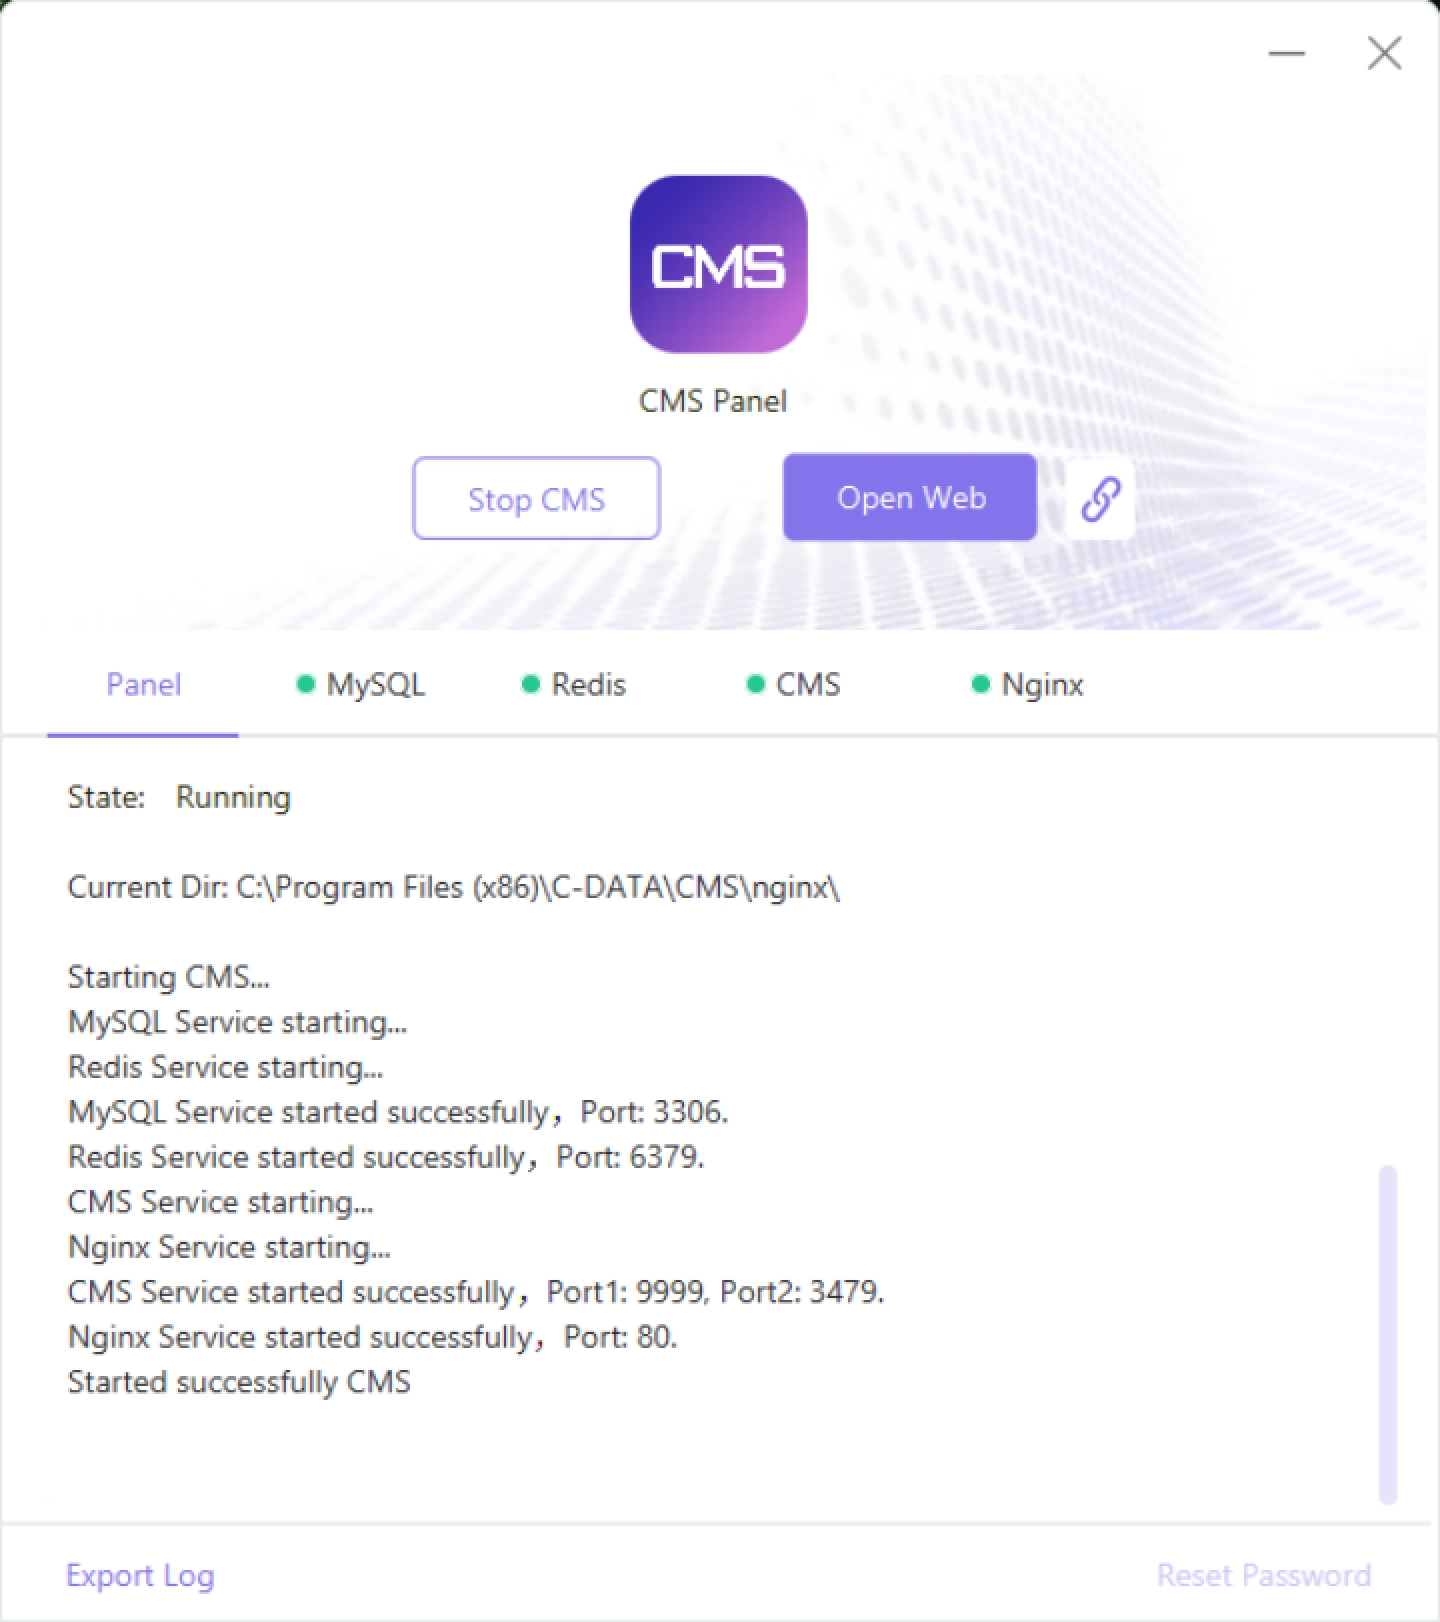 CMS
CMS Panel
Stop CMS
Open Web
Panel
MySQL
Redis
CMS
Nginx
State: Running
Current Dir: C:\Program Files (x86)\C-DATA\CMS\nginx\
Starting CMS...
MySQL Service starting...
Redis Service starting...
MySQL Service started successfully，Port: 3306.
Redis Service started successfully，Port: 6379.
CMS Service starting...
Nginx Service starting...
CMS Service started successfully，Port1: 9999, Port2: 3479.
Nginx Service started successfully，Port: 80.
Started successfully CMS
Export Log
Reset Password